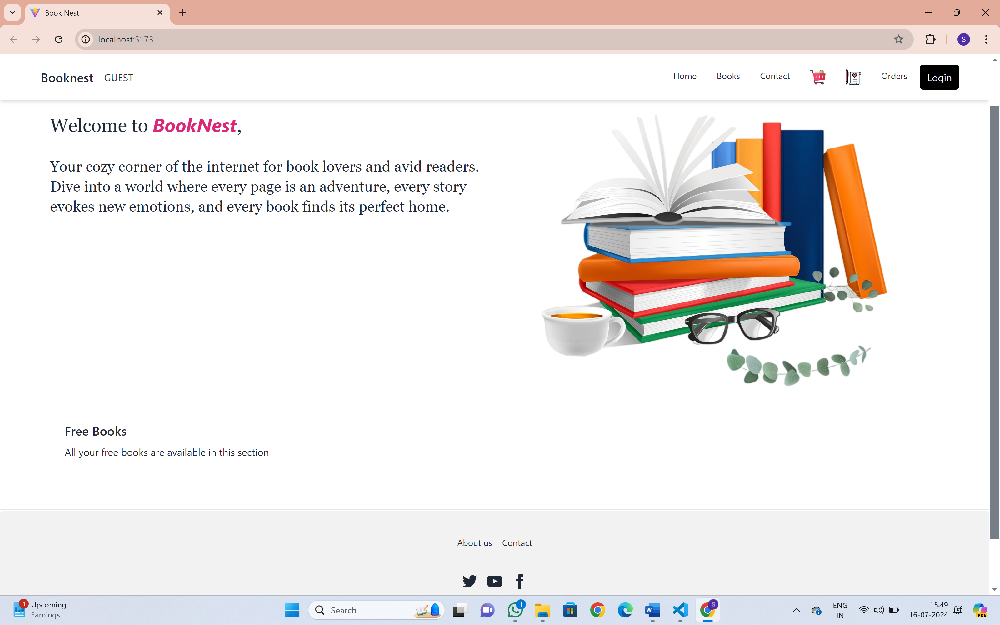 Book Nest
localhost:5173
S
Booknest GUEST Home Books Contact Orders Login
Welcome to BookNest,
Your cozy corner of the internet for book lovers and avid readers.
Dive into a world where every page is an adventure, every story
evokes new emotions, and every book finds its perfect home.
Free Books
All your free books are available in this section
About us Contact
1
Upcoming
Earnings
Search
1
W
S
ENG
IN
15:49
16-07-2024
PRE